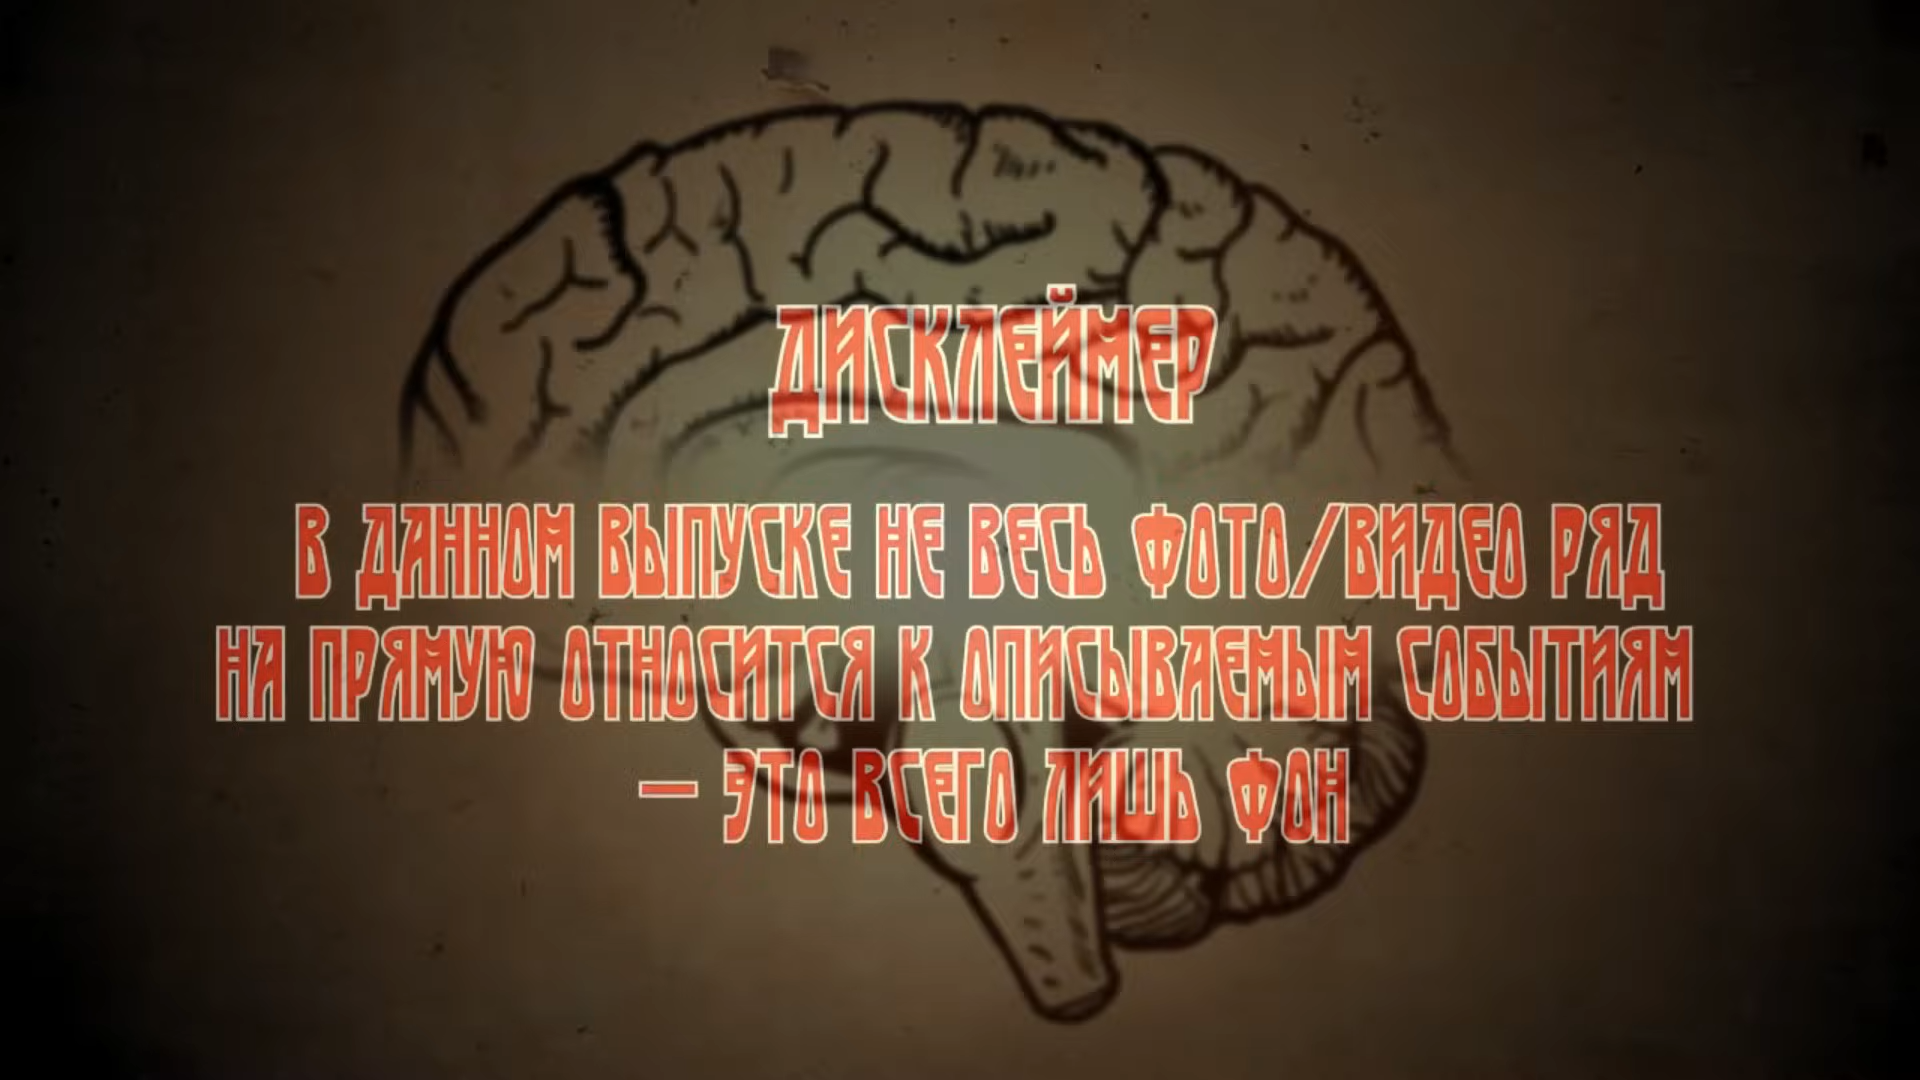 ДИСКЛЕЙМЕР
В ДАННОМ ВЫПУСКЕ НЕ ВЕСЬ ФОТО/ВИДЕО РЯД
НА ПРЯМУЮ ОТНОСИТСЯ К ОПИСЫВАЕМЫМ СОБЫТИЯМ
— ЭТО ВСЕГО ЛИШЬ ФОН